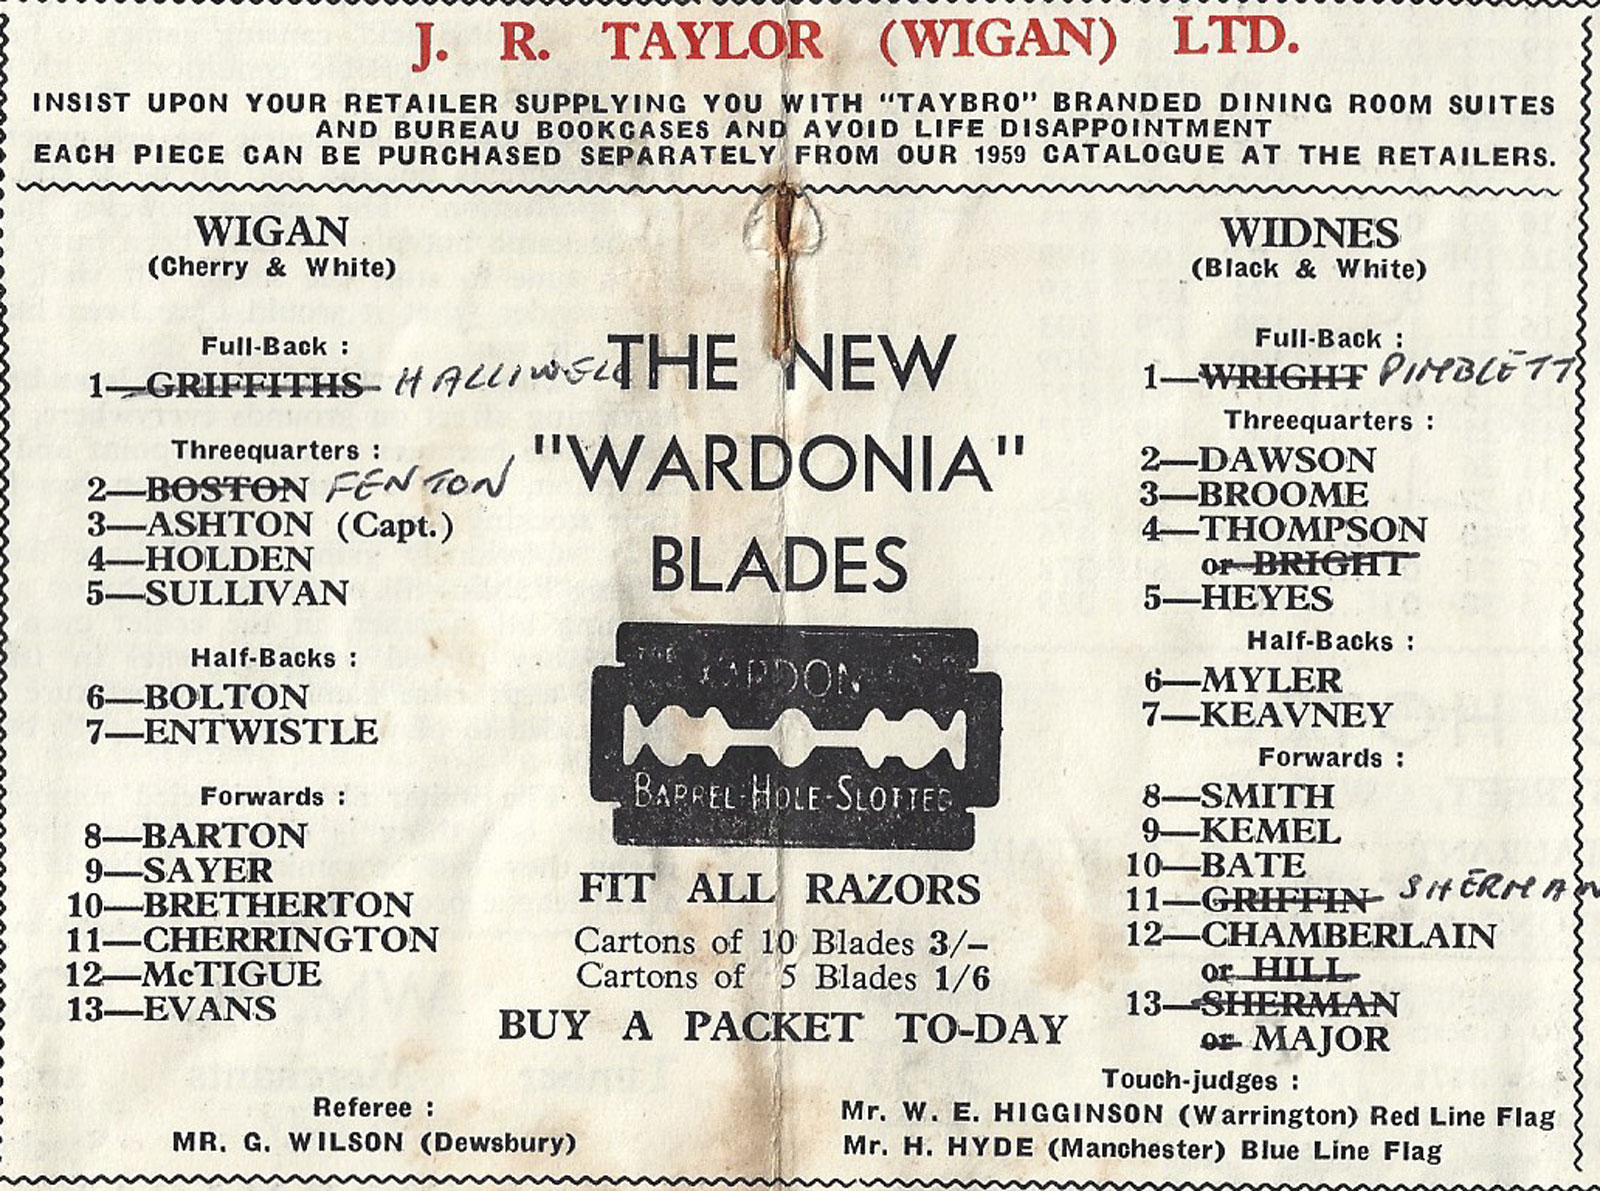 J. R. TAYLOR (WIGAN) LTD.
INSIST UPON YOUR RETAILER SUPPLYING YOU WITH "TAYBRO" BRANDED DINING ROOM SUITES
AND BUREAU BOOKCASES AND AVOID LIFE DISAPPOINTMENT
EACH PIECE CAN BE PURCHASED SEPARATELY FROM OUR 1959 CATALOGUE AT THE RETAILERS.
WIGAN
(Cherry & White)
Full-Back :
1—GRIFFITHS HALLIWELL
Threequarters :
2—BOSTON FENTON
3—ASHTON (Capt.)
4—HOLDEN
5—SULLIVAN
Half-Backs :
6—BOLTON
7—ENTWISTLE
Forwards :
8—BARTON
9—SAYER
10—BRETHERTON
11—CHERRINGTON
12—McTIGUE
13—EVANS
Referee :
MR. G. WILSON (Dewsbury)
THE NEW
"WARDONIA"
BLADES
THE
BARREL-HOLE-SLOTTED
FIT ALL RAZORS
Cartons of 10 Blades 3/–
Cartons of 5 Blades 1/6
BUY A PACKET TO-DAY
WIDNES
(Black & White)
Full-Back :
1—WRIGHT PIMBLETT
Threequarters :
2—DAWSON
3—BROOME
4—THOMPSON
or BRIGHT
5—HEYES
Half-Backs :
6—MYLER
7—KEAVNEY
Forwards :
8—SMITH
9—KEMEL
10—BATE
11—GRIFFIN SHERMAN
12—CHAMBERLAIN
or HILL
13—SHERMAN
or MAJOR
Touch-judges :
Mr. W. E. HIGGINSON (Warrington) Red Line Flag
Mr. H. HYDE (Manchester) Blue Line Flag